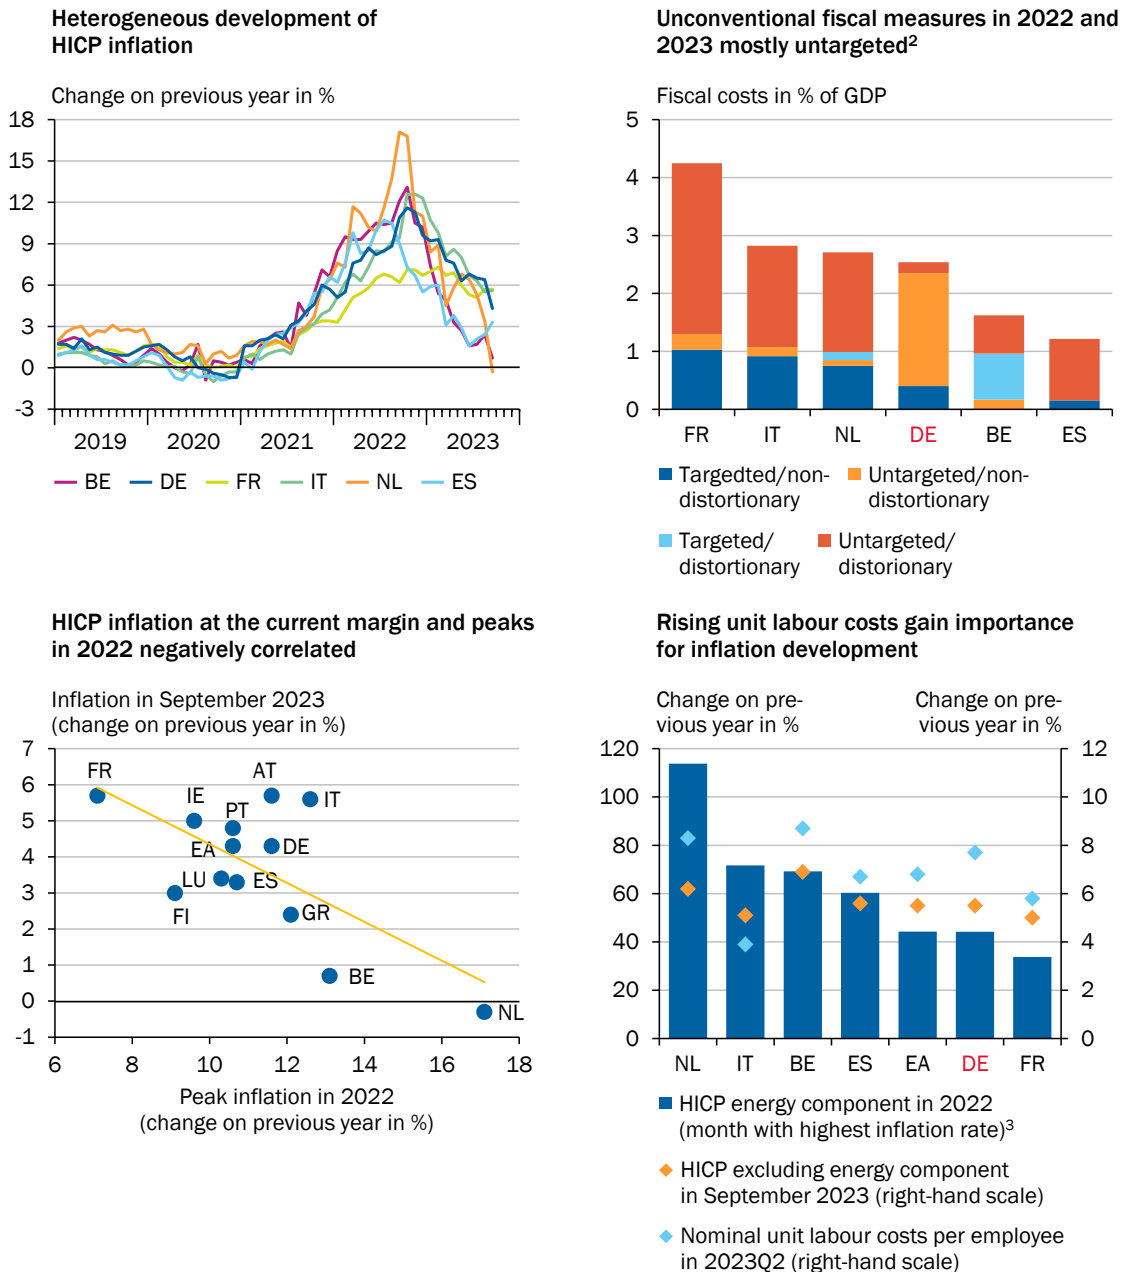 Heterogeneous development of
HICP inflation
Change on previous year in %
18
15
12
9
6
3
0
-3
2019 2020 2021 2022 2023
BE DE FR IT NL ES
Unconventional fiscal measures in 2022 and
2023 mostly untargeted²
Fiscal costs in % of GDP
5
4
3
2
1
0
FR IT NL DE BE ES
Targedted/non-
distortionary
Untargeted/non-
distortionary
Targeted/
distortionary
Untargeted/
distorionary
HICP inflation at the current margin and peaks
in 2022 negatively correlated
Inflation in September 2023
(change on previous year in %)
7
6
5
4
3
2
1
0
-1
FR
AT
IE
IT
PT
EA
DE
LU
ES
FI
GR
BE
NL
6 8 10 12 14 16 18
Peak inflation in 2022
(change on previous year in %)
Rising unit labour costs gain importance
for inflation development
Change on pre-
vious year in %
Change on pre-
vious year in %
120
100
80
60
40
20
0
12
10
8
6
4
2
0
NL IT BE ES EA DE FR
HICP energy component in 2022
(month with highest inflation rate)³
HICP excluding energy component
in September 2023 (right-hand scale)
Nominal unit labour costs per employee
in 2023Q2 (right-hand scale)